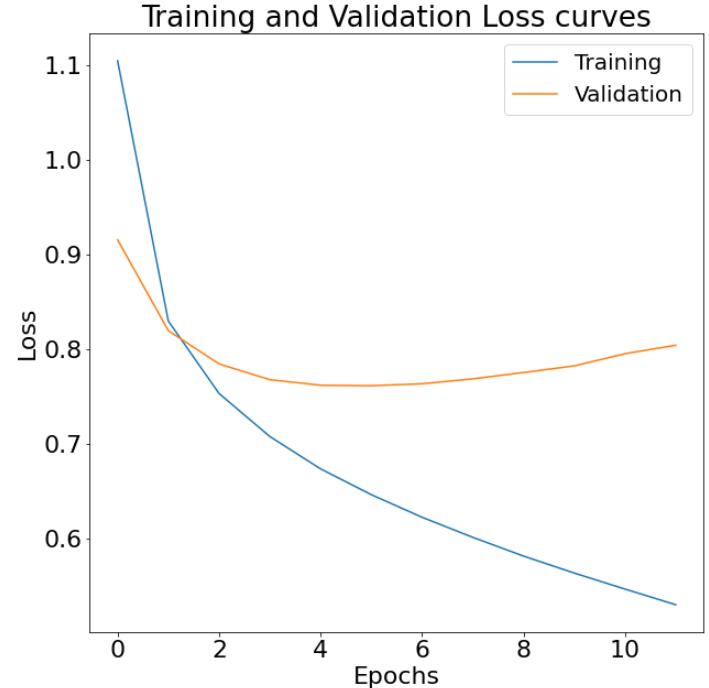 Training and Validation Loss curves
Training
Validation
1.1
1.0
0.9
0.8
0.7
0.6
Loss
0 2 4 6 8 10
Epochs